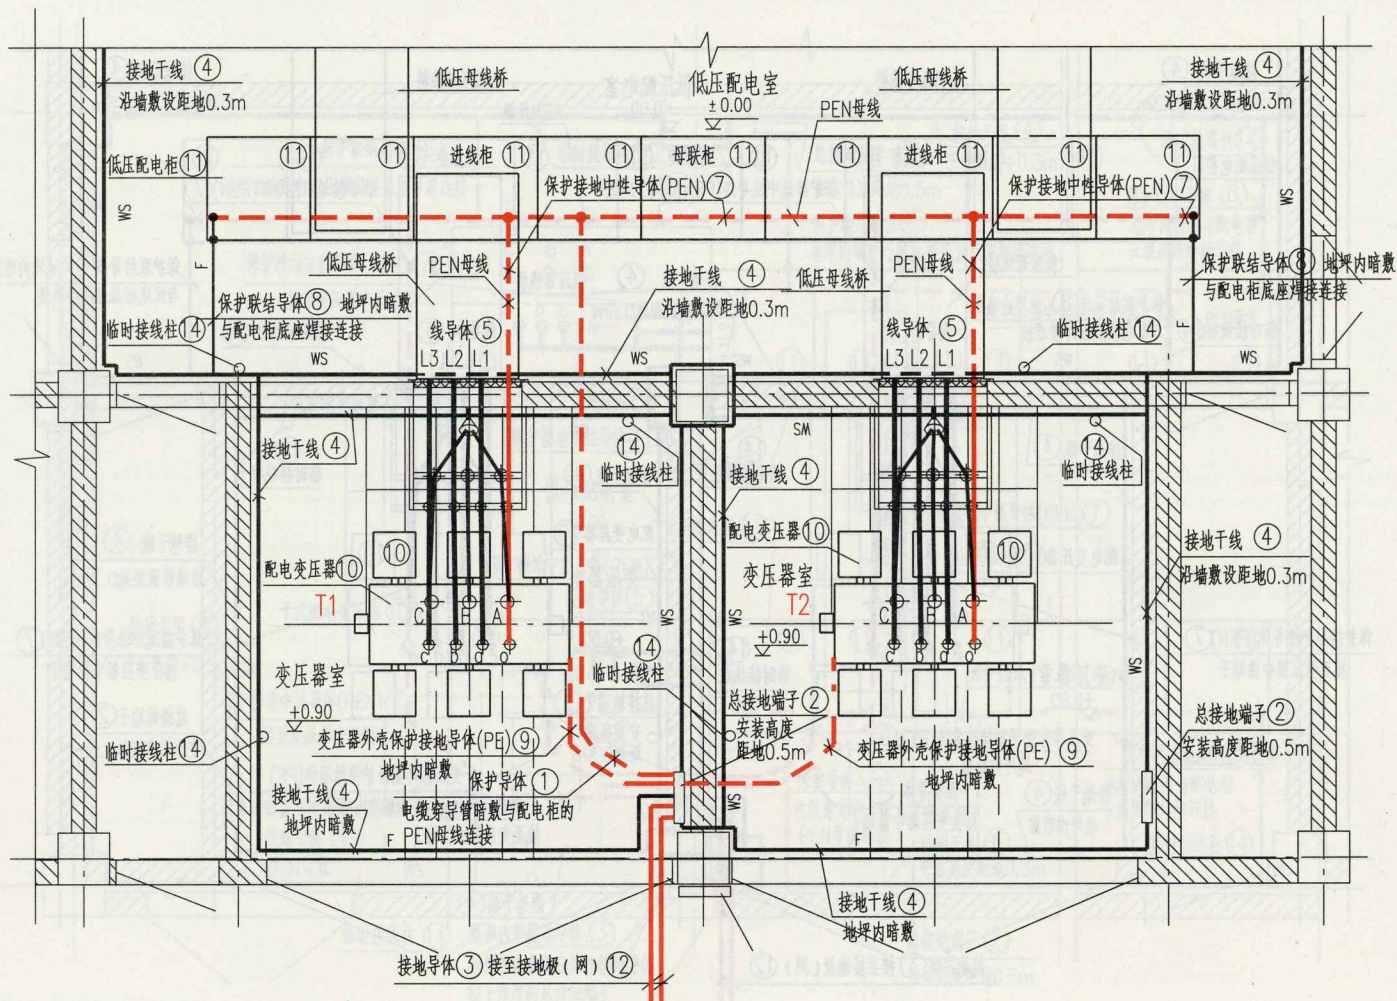 接地干线④
沿墙敷设距地0.3m
低压母线桥
低压配电室
±0.00
低压母线桥
PEN母线
接地干线④
沿墙敷设距地0.3m
低压配电柜⑪
⑪
⑪
进线柜
⑪
⑪
母联柜
⑪
⑪
进线柜
⑪
⑪
⑪
保护接地中性导体(PEN)⑦
保护接地中性导体(PEN)⑦
WS
WS
F
低压母线桥
PEN母线
接地干线④
沿墙敷设距地0.3m
低压母线桥
PEN母线
保护联结导体⑧ 地坪内暗敷
与配电柜底座焊接连接
保护联结导体⑧ 地坪内暗敷
与配电柜底座焊接连接
临时接线柱⑭
线导体⑤
线导体⑤
临时接线柱⑭
F
WS
L3 L2 L1
WS
L3 L2 L1
WS
接地干线④
⑭
临时接线柱
接地干线④
WS
⑭
临时接线柱
配电变压器⑩
⑩
T1
C
B
A
C
b
a
o
配电变压器⑩
⑩
变压器室
T2
C
B
A
C
b
a
o
接地干线④
沿墙敷设距地0.3m
WS
WS
+0.90
WS
变压器室
+0.90
⑭
临时接线柱
总接地端子②
安装高度
距地0.5m
总接地端子②
安装高度距地0.5m
临时接线柱⑭
变压器外壳保护接地导体(PE)⑨
地坪内暗敷
变压器外壳保护接地导体(PE)⑨
地坪内暗敷
接地干线④
地坪内暗敷
保护导体①
电缆穿导管暗敷与配电柜的
PEN母线连接
WS
F
F
接地干线④
地坪内暗敷
接地导体③接至接地极(网)⑫